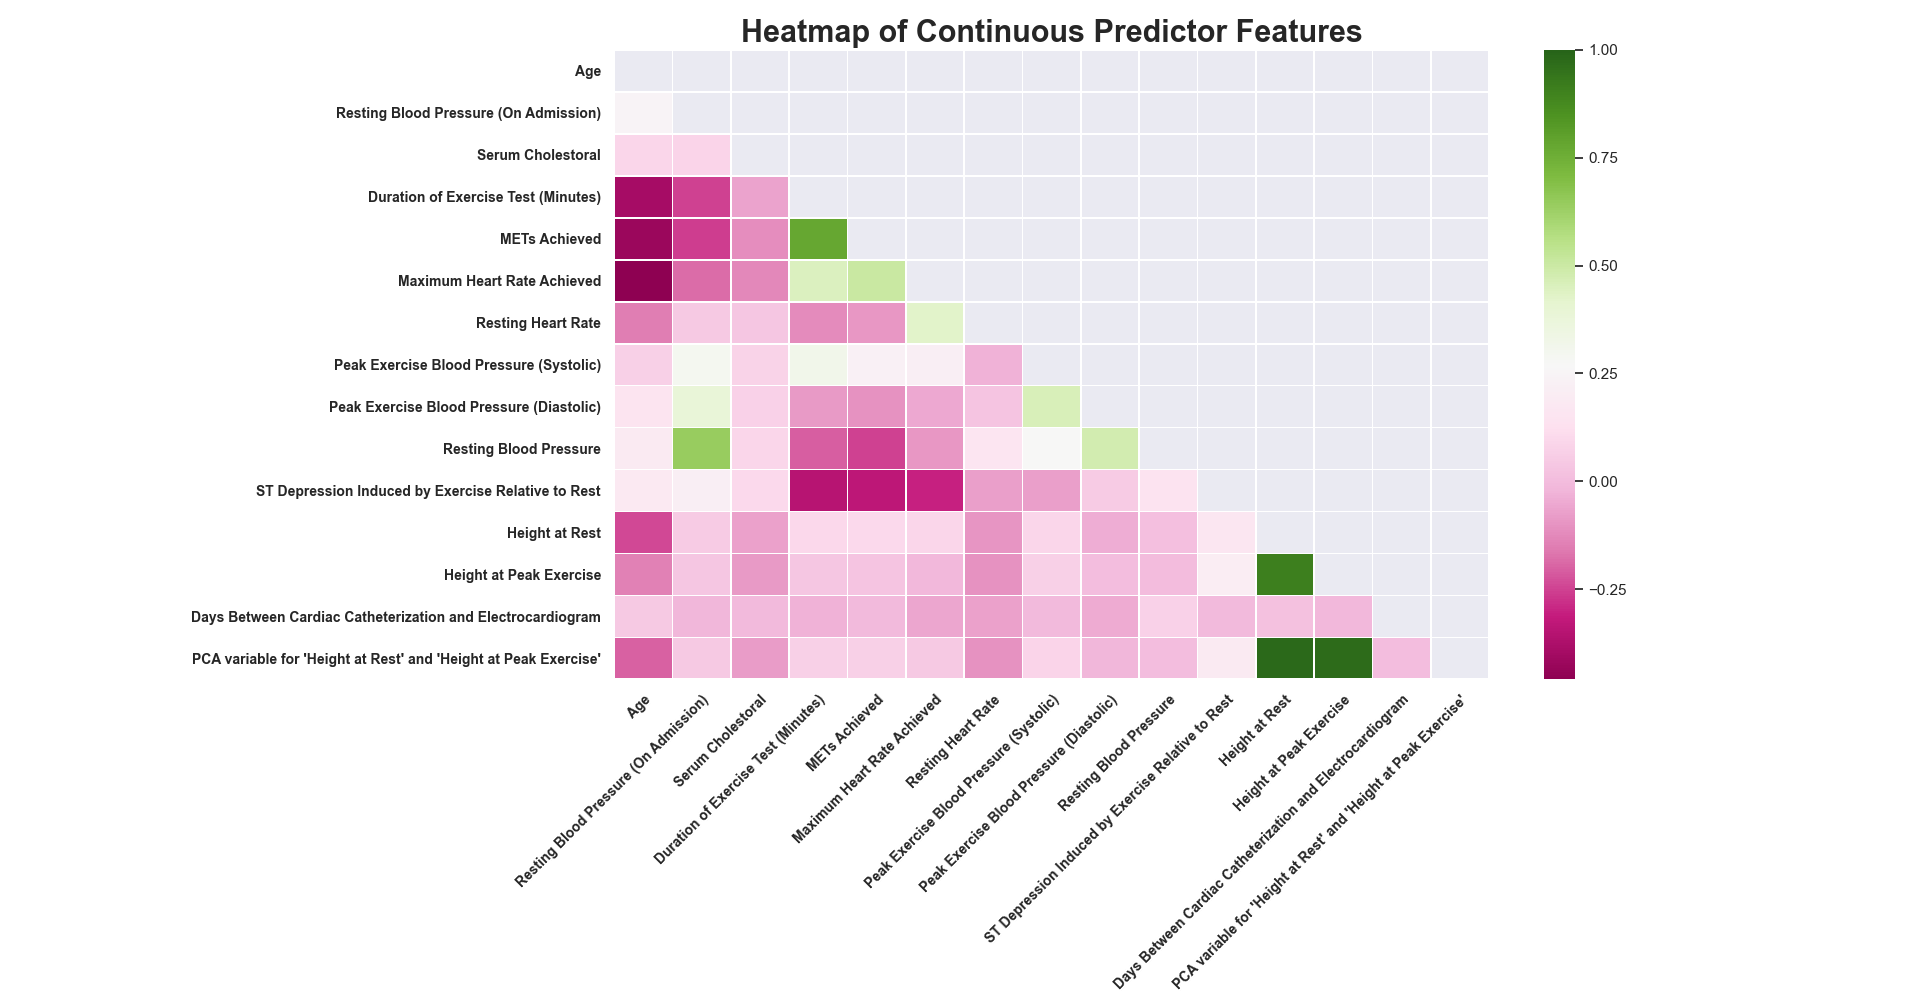 Heatmap of Continuous Predictor Features
Age
Resting Blood Pressure (On Admission)
Serum Cholestoral
Duration of Exercise Test (Minutes)
METs Achieved
Maximum Heart Rate Achieved
Resting Heart Rate
Peak Exercise Blood Pressure (Systolic)
Peak Exercise Blood Pressure (Diastolic)
Resting Blood Pressure
ST Depression Induced by Exercise Relative to Rest
Height at Rest
Height at Peak Exercise
Days Between Cardiac Catheterization and Electrocardiogram
PCA variable for 'Height at Rest' and 'Height at Peak Exercise'
Age
Resting Blood Pressure (On Admission)
Serum Cholestoral
Duration of Exercise Test (Minutes)
METs Achieved
Maximum Heart Rate Achieved
Resting Heart Rate
Peak Exercise Blood Pressure (Systolic)
Peak Exercise Blood Pressure (Diastolic)
Resting Blood Pressure
ST Depression Induced by Exercise Relative to Rest
Height at Rest
Height at Peak Exercise
Days Between Cardiac Catheterization and Electrocardiogram
PCA variable for 'Height at Rest' and 'Height at Peak Exercise'
1.00
0.75
0.50
0.25
0.00
−0.25